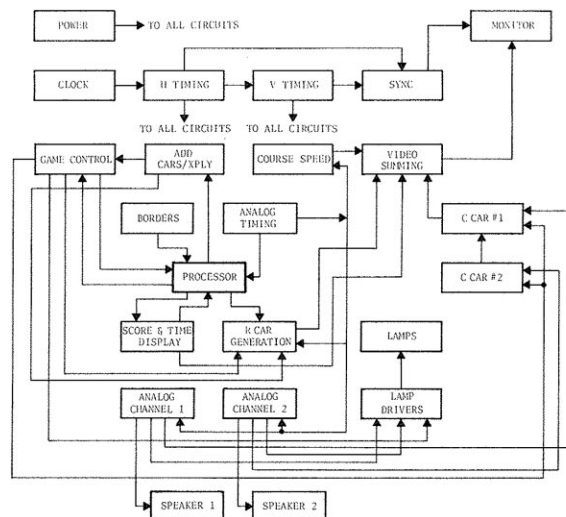 POWER
TO ALL CIRCUITS
MONITOR
CLOCK
H TIMING
V TIMING
SYNC
TO ALL CIRCUITS
TO ALL CIRCUITS
GAME CONTROL
ADD
CARS/XPLY
COURSE SPEED
VIDEO
SUMMING
BORDERS
ANALOG
TIMING
C CAR #1
PROCESSOR
C CAR #2
SCORE & TIME
DISPLAY
R CAR
GENERATION
LAMPS
ANALOG
CHANNEL 1
ANALOG
CHANNEL 2
LAMP
DRIVERS
SPEAKER 1
SPEAKER 2